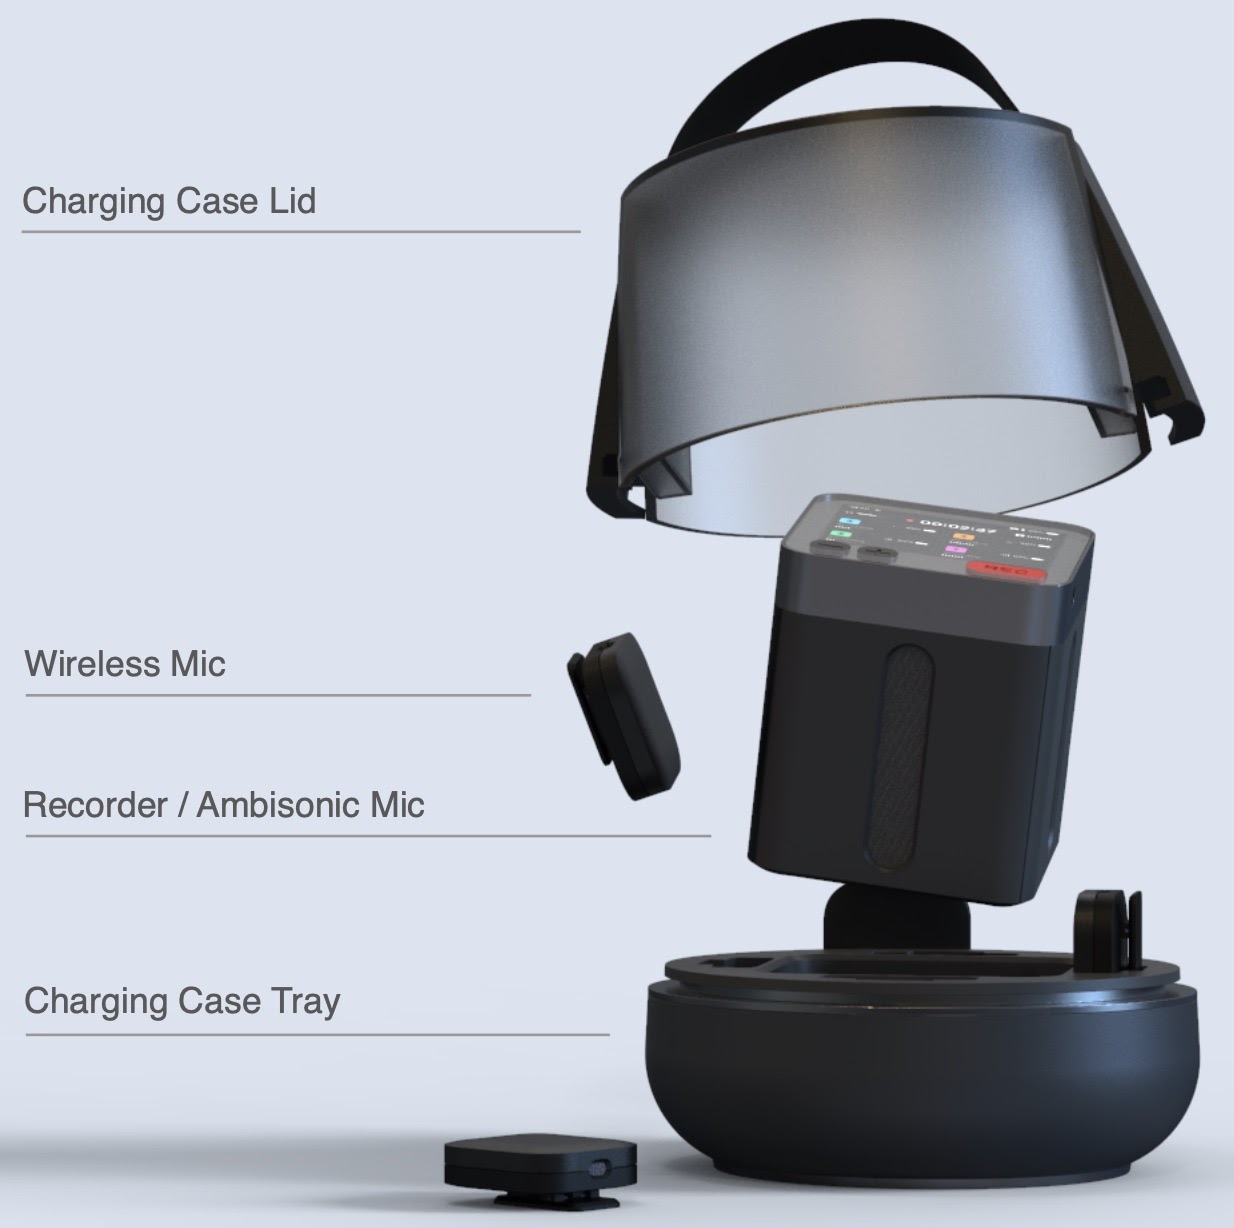 Charging Case Lid
Wireless Mic
00:02:47
REC
Recorder / Ambisonic Mic
Charging Case Tray